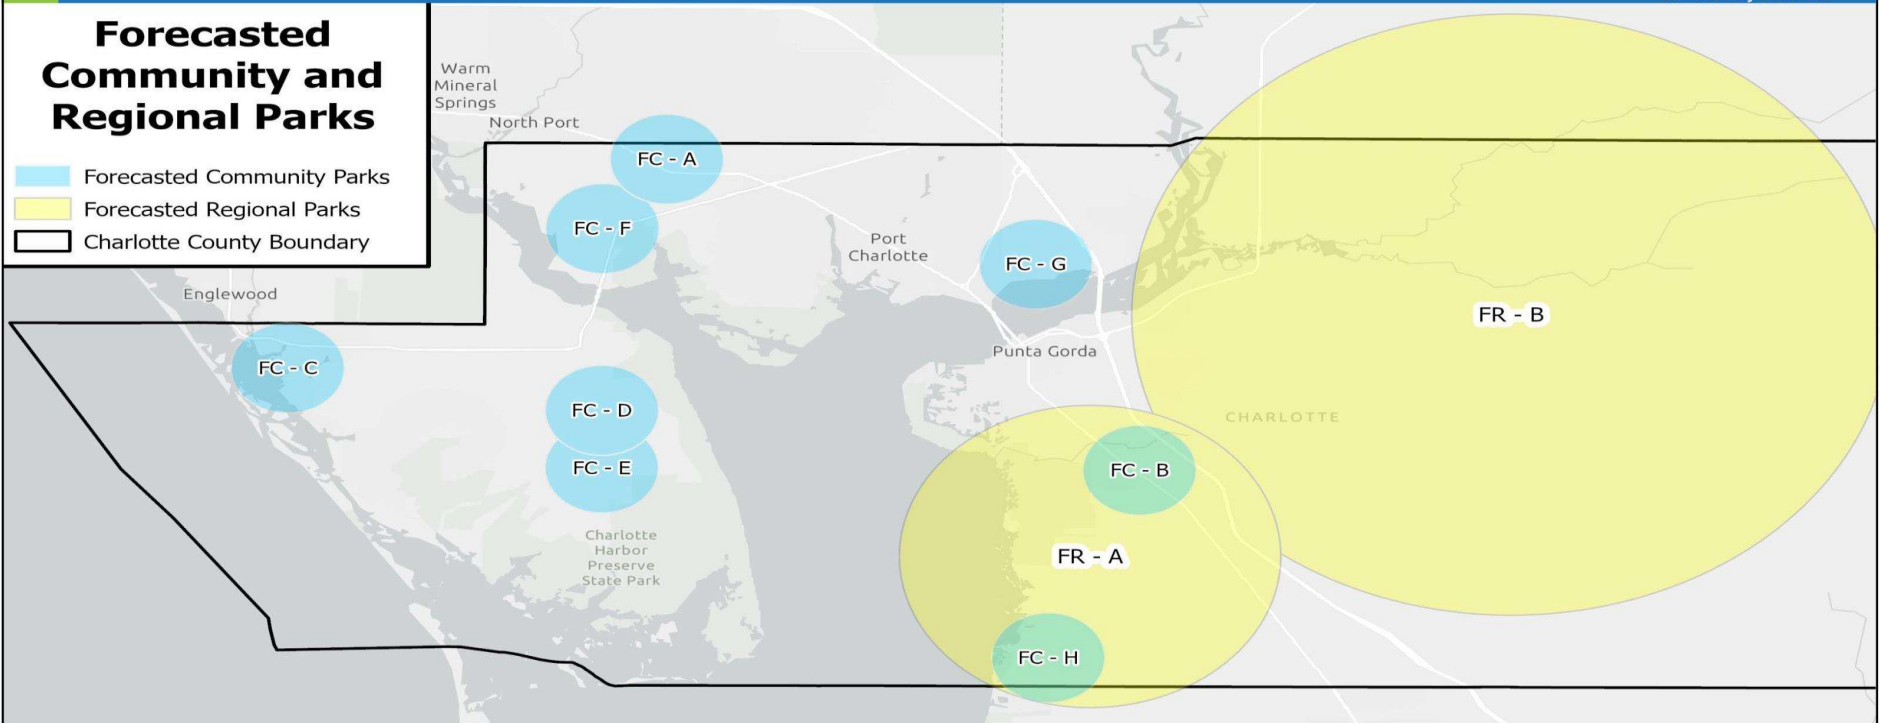 Forecasted
Community and
Regional Parks
Forecasted Community Parks
Forecasted Regional Parks
Charlotte County Boundary
Warm
Mineral
Springs
North Port
FC - A
FC - F
Port
Charlotte
FC - G
Englewood
FR - B
Punta Gorda
FC - C
FC - D
CHARLOTTE
FC - E
FC - B
Charlotte
Harbor
Preserve
State Park
FR - A
FC - H